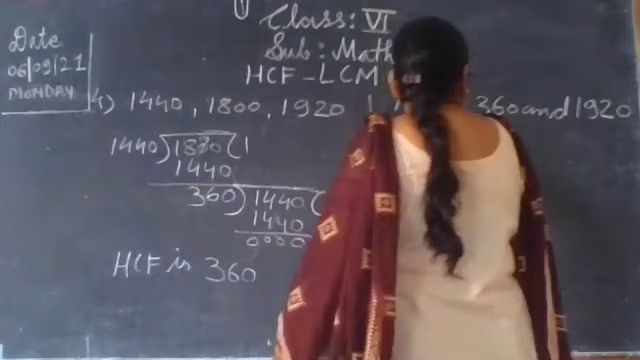 Class: VI
Sub: Math
HCF - LCM
Date
06/09/21
MONDAY
4) 1440, 1800, 1920 360 and 1920
1440) 1800 (1
1440
360) 1440 (
1440
0000
HCF is 360